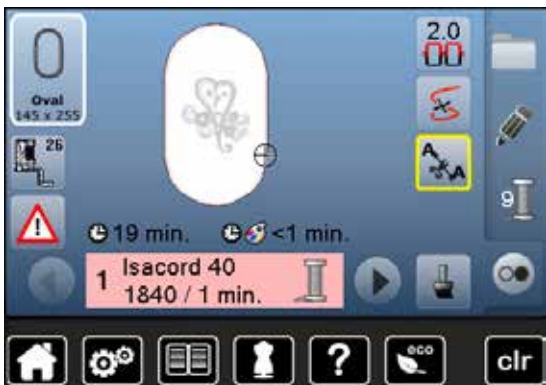 2.0
Oval
145 x 255
26
A
A
9
19 min.
<1 min.
1
Isacord 40
1840 / 1 min.
?
eco
clr